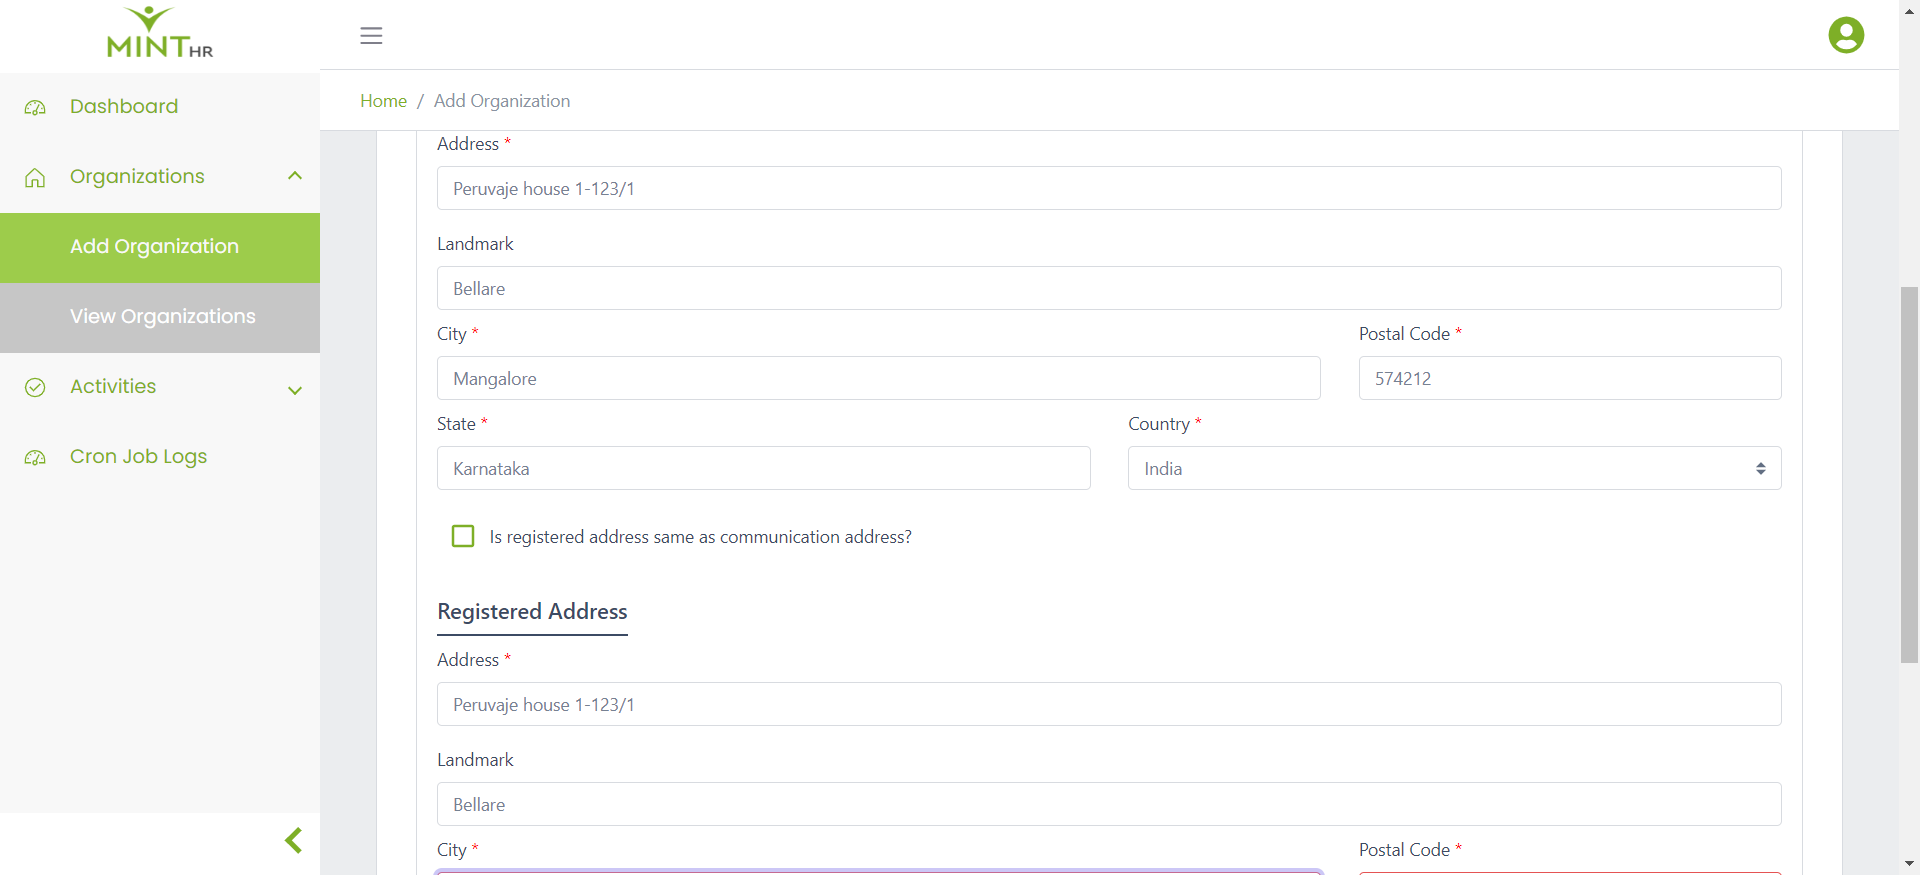 MINT HR
Dashboard
Organizations
Add Organization
View Organizations
Activities
Cron Job Logs
Home / Add Organization
Address *
Peruvaje house 1-123/1
Landmark
Bellare
City *
Postal Code *
Mangalore
574212
State *
Country *
Karnataka
India
Is registered address same as communication address?
Registered Address
Address *
Peruvaje house 1-123/1
Landmark
Bellare
City *
Postal Code *